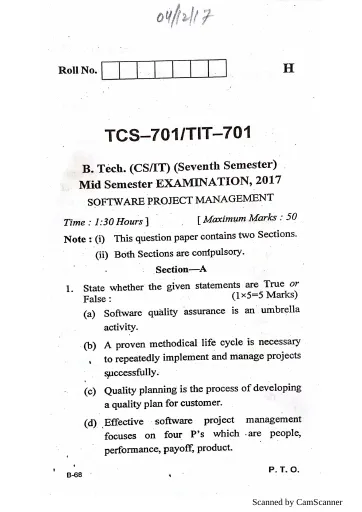 04/12/17
Roll No.
H
TCS–701/TIT–701
B. Tech. (CS/IT) (Seventh Semester)
Mid Semester EXAMINATION, 2017
SOFTWARE PROJECT MANAGEMENT
Time : 1:30 Hours ] [ Maximum Marks : 50
Note : (i) This question paper contains two Sections.
(ii) Both Sections are compulsory.
Section—A
1. State whether the given statements are True or
False : (1×5=5 Marks)
(a) Software quality assurance is an umbrella
activity.
(b) A proven methodical life cycle is necessary
to repeatedly implement and manage projects
successfully.
(c) Quality planning is the process of developing
a quality plan for customer.
(d) Effective software project management
focuses on four P's which are people,
performance, payoff, product.
B-68 P. T. O.
Scanned by CamScanner